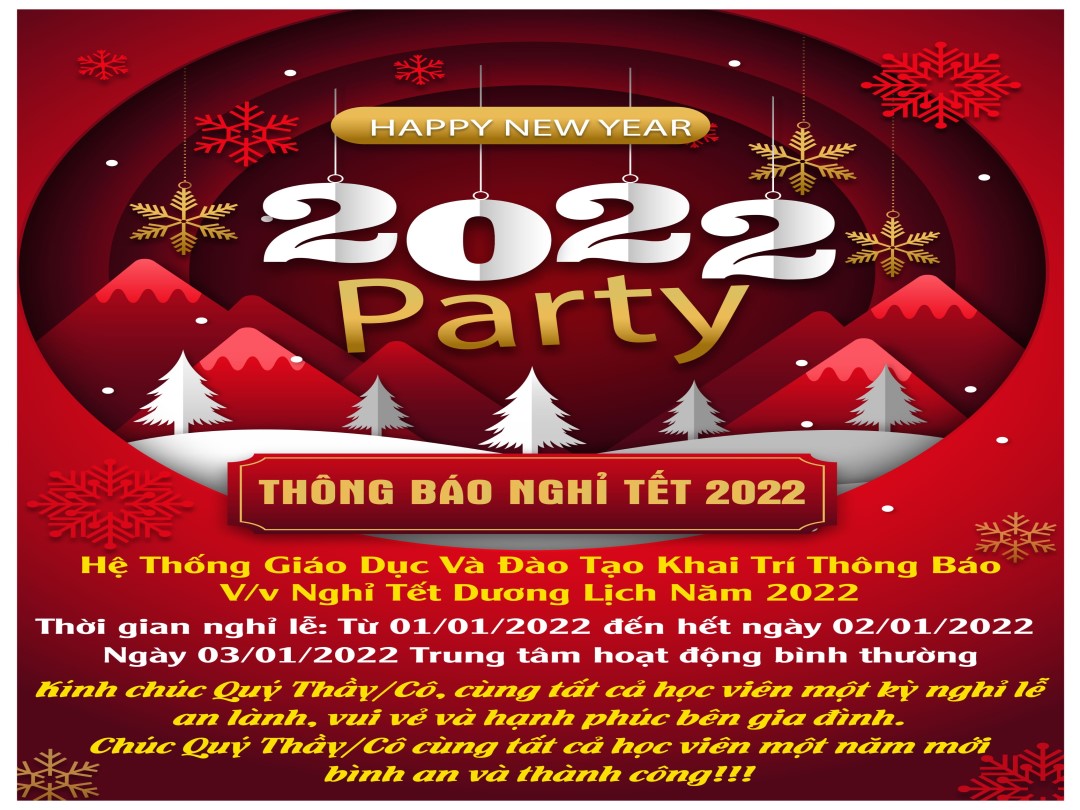 HAPPY NEW YEAR
2022
Party
THÔNG BÁO NGHỈ TẾT 2022
Hệ Thống Giáo Dục Và Đào Tạo Khai Trí Thông Báo
V/v Nghỉ Tết Dương Lịch Năm 2022
Thời gian nghỉ lễ: Từ 01/01/2022 đến hết ngày 02/01/2022
Ngày 03/01/2022 Trung tâm hoạt động bình thường
Kính chúc Quý Thầy/Cô, cùng tất cả học viên một kỳ nghỉ lễ
an lành, vui vẻ và hạnh phúc bên gia đình.
Chúc Quý Thầy/Cô cùng tất cả học viên một năm mới
bình an và thành công!!!